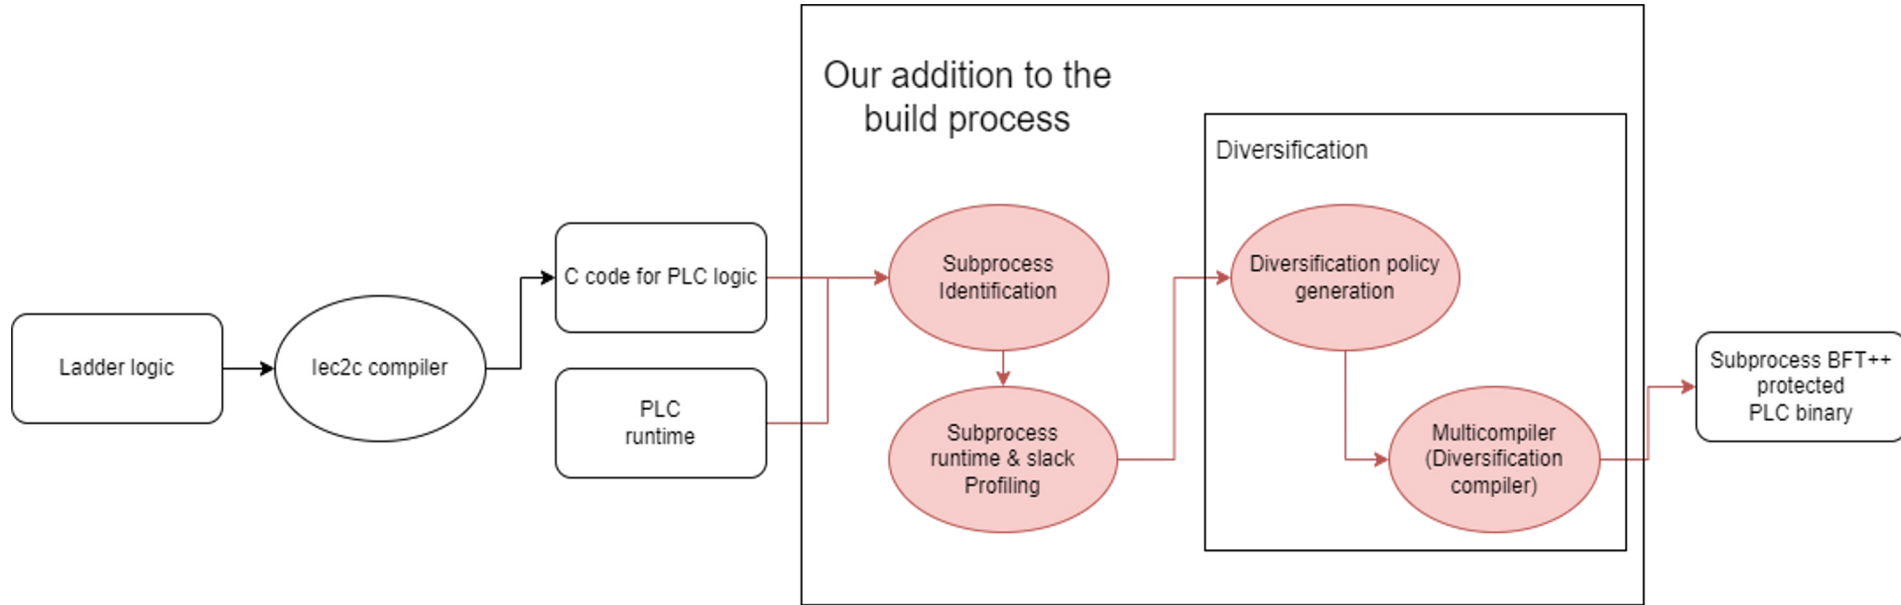 Our addition to the
build process
Diversification
Ladder logic
Iec2c compiler
C code for PLC logic
PLC
runtime
Subprocess
Identification
Subprocess
runtime & slack
Profiling
Diversification policy
generation
Multicompiler
(Diversification
compiler)
Subprocess BFT++
protected
PLC binary